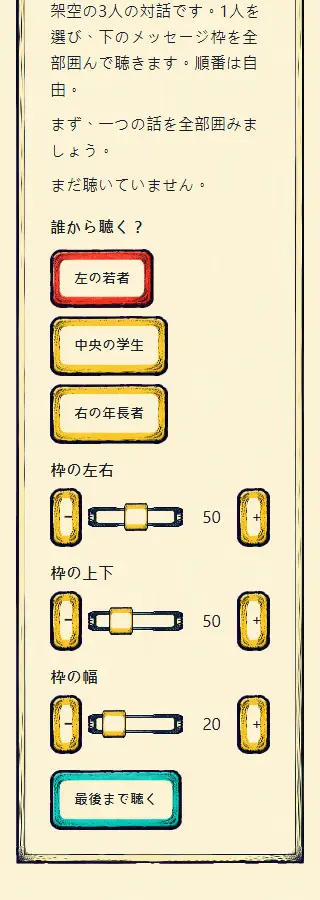 架空の3人の対話です。1人を
選び、下のメッセージ枠を全
部囲んで聴きます。順番は自
由。
まず、一つの話を全部囲みま
しょう。
まだ聴いていません。
誰から聴く？
左の若者
中央の学生
右の年長者
枠の左右
− 50 +
枠の上下
− 50 +
枠の幅
− 20 +
最後まで聴く